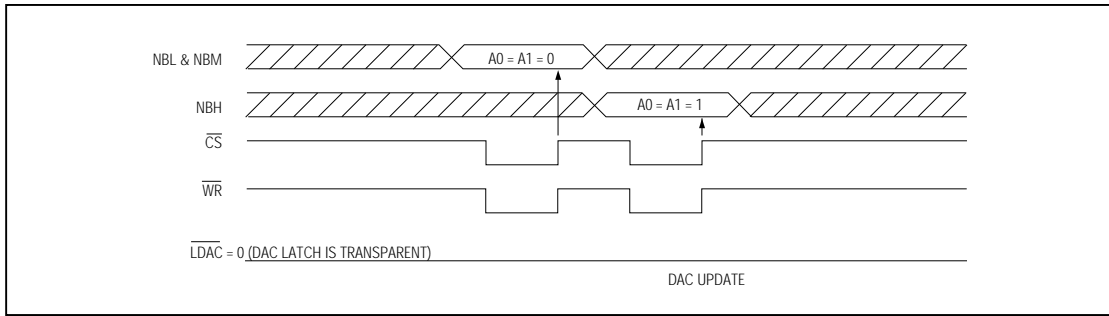 NBL & NBM
A0 = A1 = 0
NBH
A0 = A1 = 1
CS
WR
LDAC = 0 (DAC LATCH IS TRANSPARENT)
DAC UPDATE